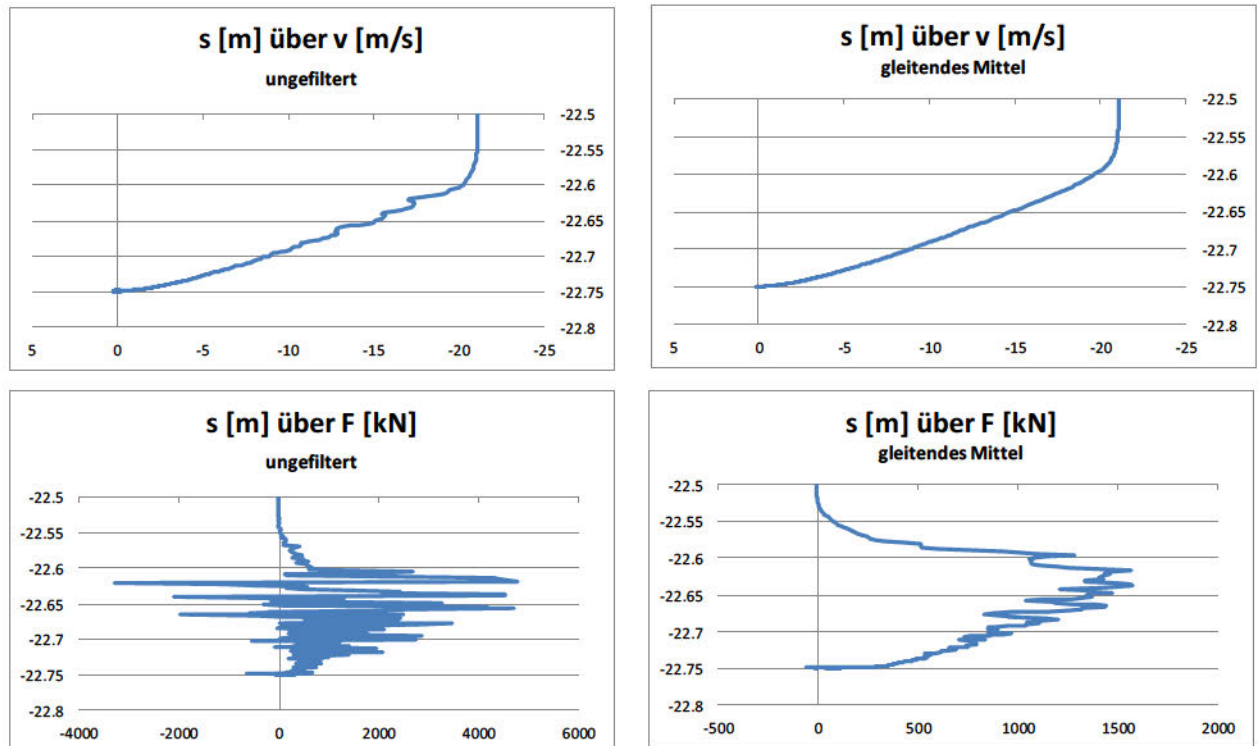 s [m] über v [m/s]
ungefiltert
-22.5
-22.55
-22.6
-22.65
-22.7
-22.75
-22.8
5 0 -5 -10 -15 -20 -25
s [m] über v [m/s]
gleitendes Mittel
-22.5
-22.55
-22.6
-22.65
-22.7
-22.75
-22.8
5 0 -5 -10 -15 -20 -25
s [m] über F [kN]
ungefiltert
-22.5
-22.55
-22.6
-22.65
-22.7
-22.75
-22.8
-4000 -2000 0 2000 4000 6000
s [m] über F [kN]
gleitendes Mittel
-22.5
-22.55
-22.6
-22.65
-22.7
-22.75
-22.8
-500 0 500 1000 1500 2000